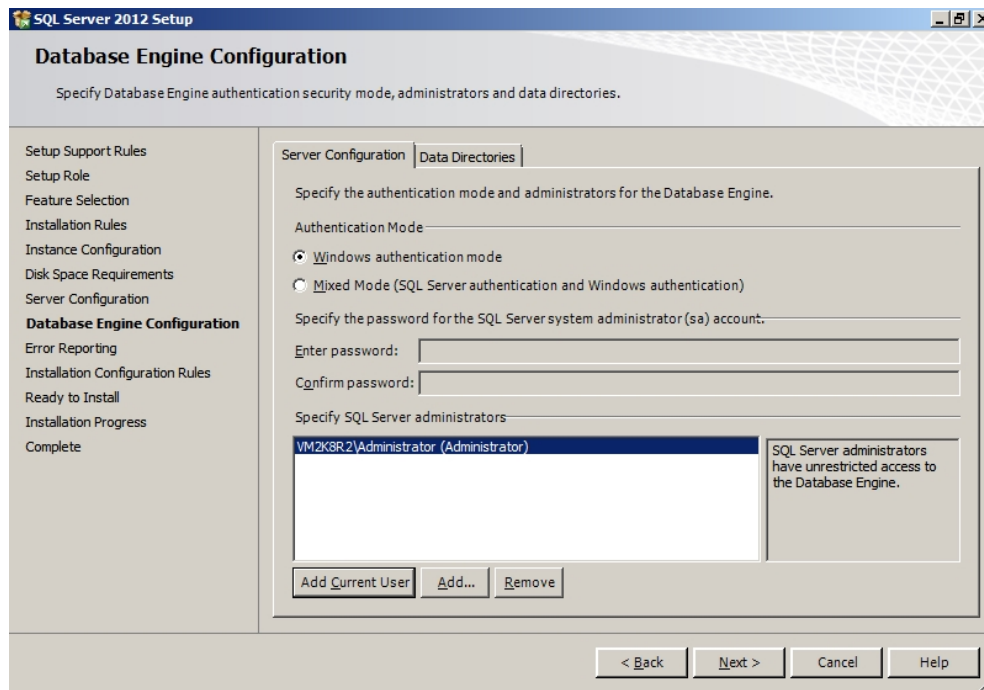 SQL Server 2012 Setup
Database Engine Configuration
Specify Database Engine authentication security mode, administrators and data directories.
Setup Support Rules
Setup Role
Feature Selection
Installation Rules
Instance Configuration
Disk Space Requirements
Server Configuration
Database Engine Configuration
Error Reporting
Installation Configuration Rules
Ready to Install
Installation Progress
Complete
Server Configuration
Data Directories
Specify the authentication mode and administrators for the Database Engine.
Authentication Mode
Windows authentication mode
Mixed Mode (SQL Server authentication and Windows authentication)
Specify the password for the SQL Server system administrator (sa) account.
Enter password:
Confirm password:
Specify SQL Server administrators
VM2K8R2\Administrator (Administrator)
SQL Server administrators
have unrestricted access to
the Database Engine.
Add Current User
Add...
Remove
< Back
Next >
Cancel
Help